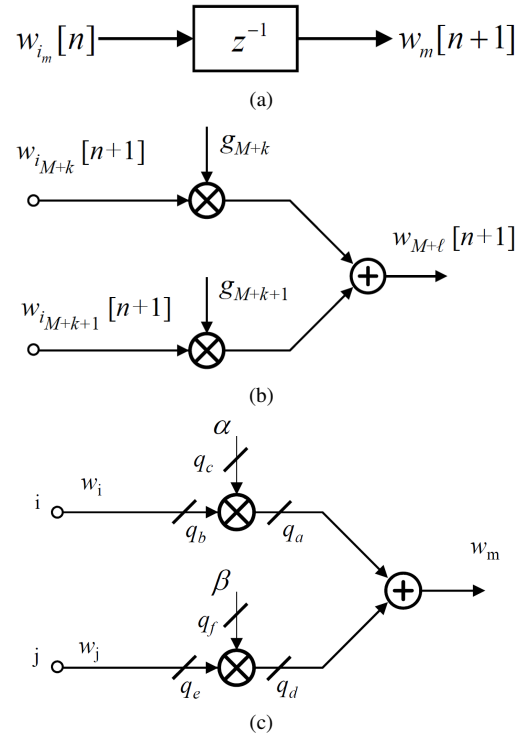 w_{i_m}[n] z^{-1} w_m[n+1]
(a)
w_{i_{M+k}}[n+1] g_{M+k}
w_{M+ℓ}[n+1]
w_{i_{M+k+1}}[n+1] g_{M+k+1}
(b)
α
q_c
i w_i
q_b q_a
w_m
β
q_f
j w_j
q_e q_d
(c)